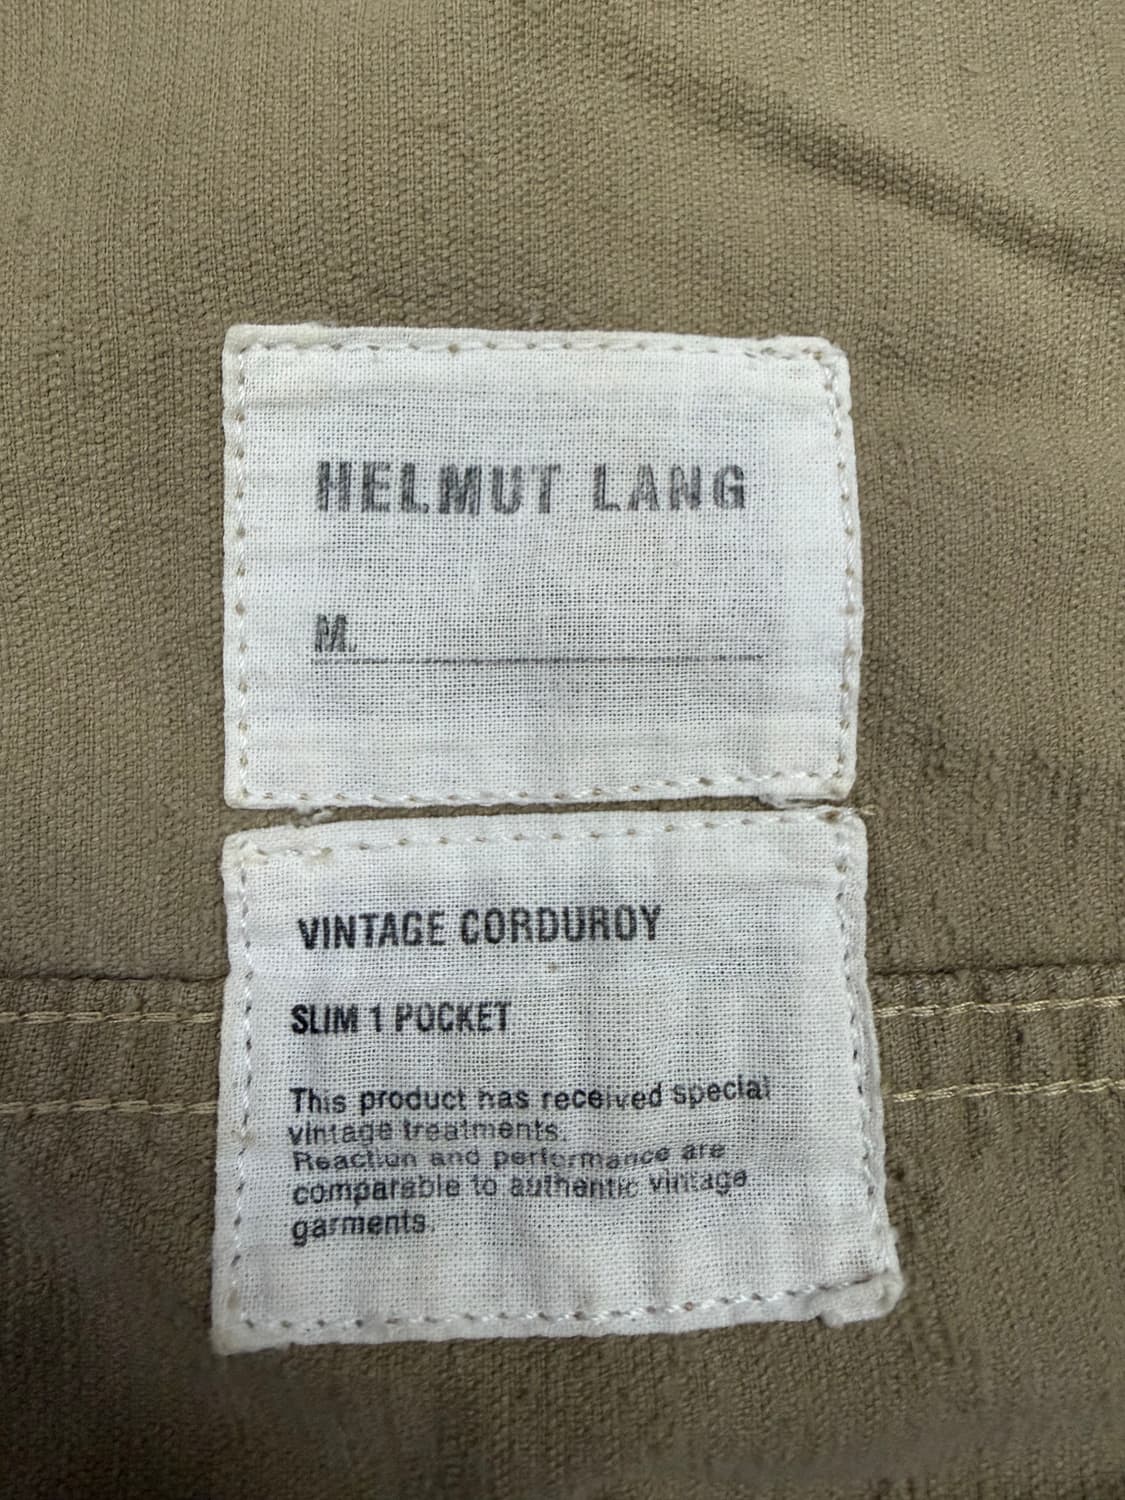 HELMUT LANG
M.
VINTAGE CORDUROY
SLIM 1 POCKET
This product has received special
vintage treatments.
Reaction and performance are
comparable to authentic vintage
garments.